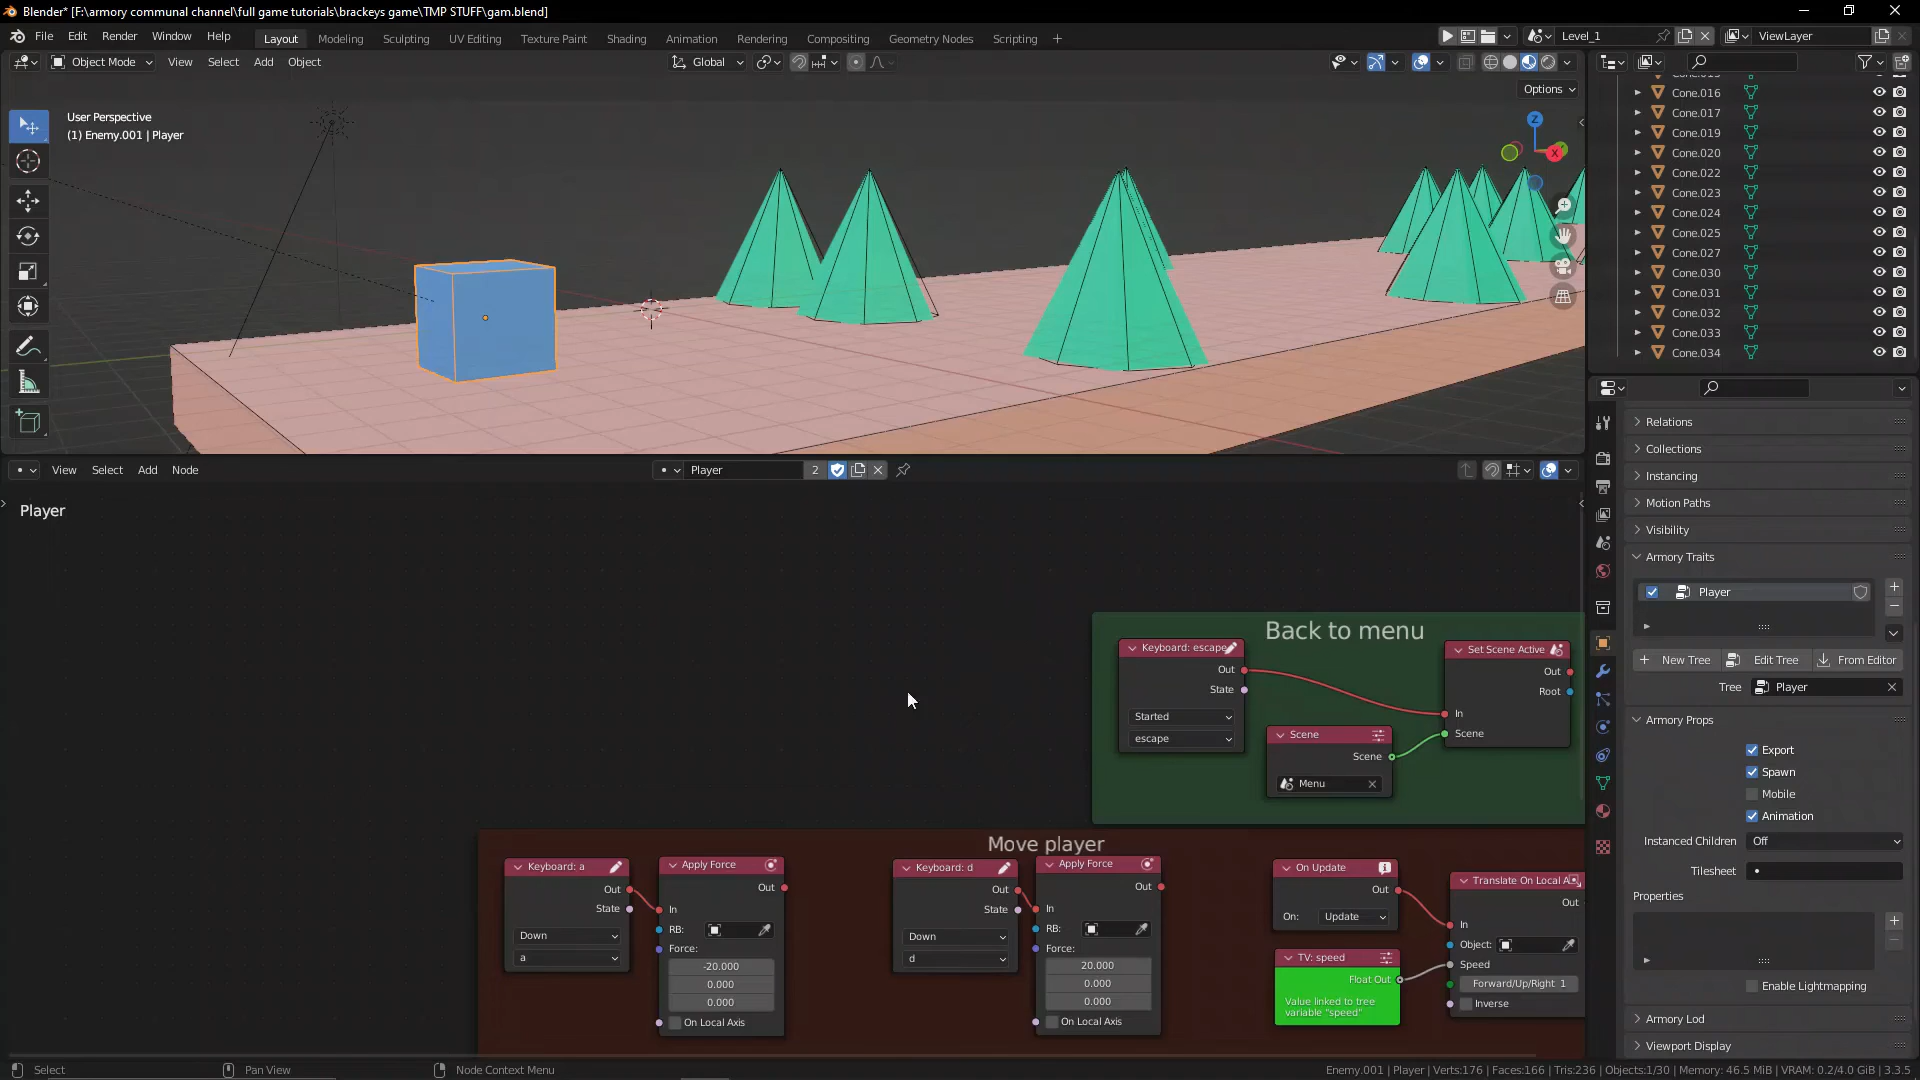 Blender* [F:\armory communal channel\full game tutorials\brackeys game\TMP STUFF\gam.blend]
File Edit Render Window Help
Layout Modeling Sculpting UV Editing Texture Paint Shading Animation Rendering Compositing Geometry Nodes Scripting +
Level_1
ViewLayer
Object Mode View Select Add Object
Global
Options
User Perspective
(1) Enemy.001 | Player
Z
X
Cone.016
Cone.017
Cone.019
Cone.020
Cone.022
Cone.023
Cone.024
Cone.025
Cone.027
Cone.030
Cone.031
Cone.032
Cone.033
Cone.034
View Select Add Node
Player
2
Player
Back to menu
Keyboard: escape
Out
State
Started
escape
Scene
Scene
Menu
Set Scene Active
Out
Root
In
Scene
Move player
Keyboard: a
Out
State
Down
a
Apply Force
Out
In
RB:
Force:
-20.000
0.000
0.000
On Local Axis
Keyboard: d
Out
State
Down
d
Apply Force
Out
In
RB:
Force:
20.000
0.000
0.000
On Local Axis
On Update
Out
On: Update
TV: speed
Float Out
Value linked to tree
variable "speed"
Translate On Local A
Out
In
Object:
Speed
Forward/Up/Right 1
Inverse
Relations
Collections
Instancing
Motion Paths
Visibility
Armory Traits
Player
New Tree Edit Tree From Editor
Tree Player
Armory Props
Export
Spawn
Mobile
Animation
Instanced Children Off
Tilesheet
Properties
Enable Lightmapping
Armory Lod
Viewport Display
Select Pan View Node Context Menu
Enemy.001 | Player | Verts:176 | Faces:166 | Tris:236 | Objects:1/30 | Memory: 46.5 MiB | VRAM: 0.2/4.0 GiB | 3.3.5